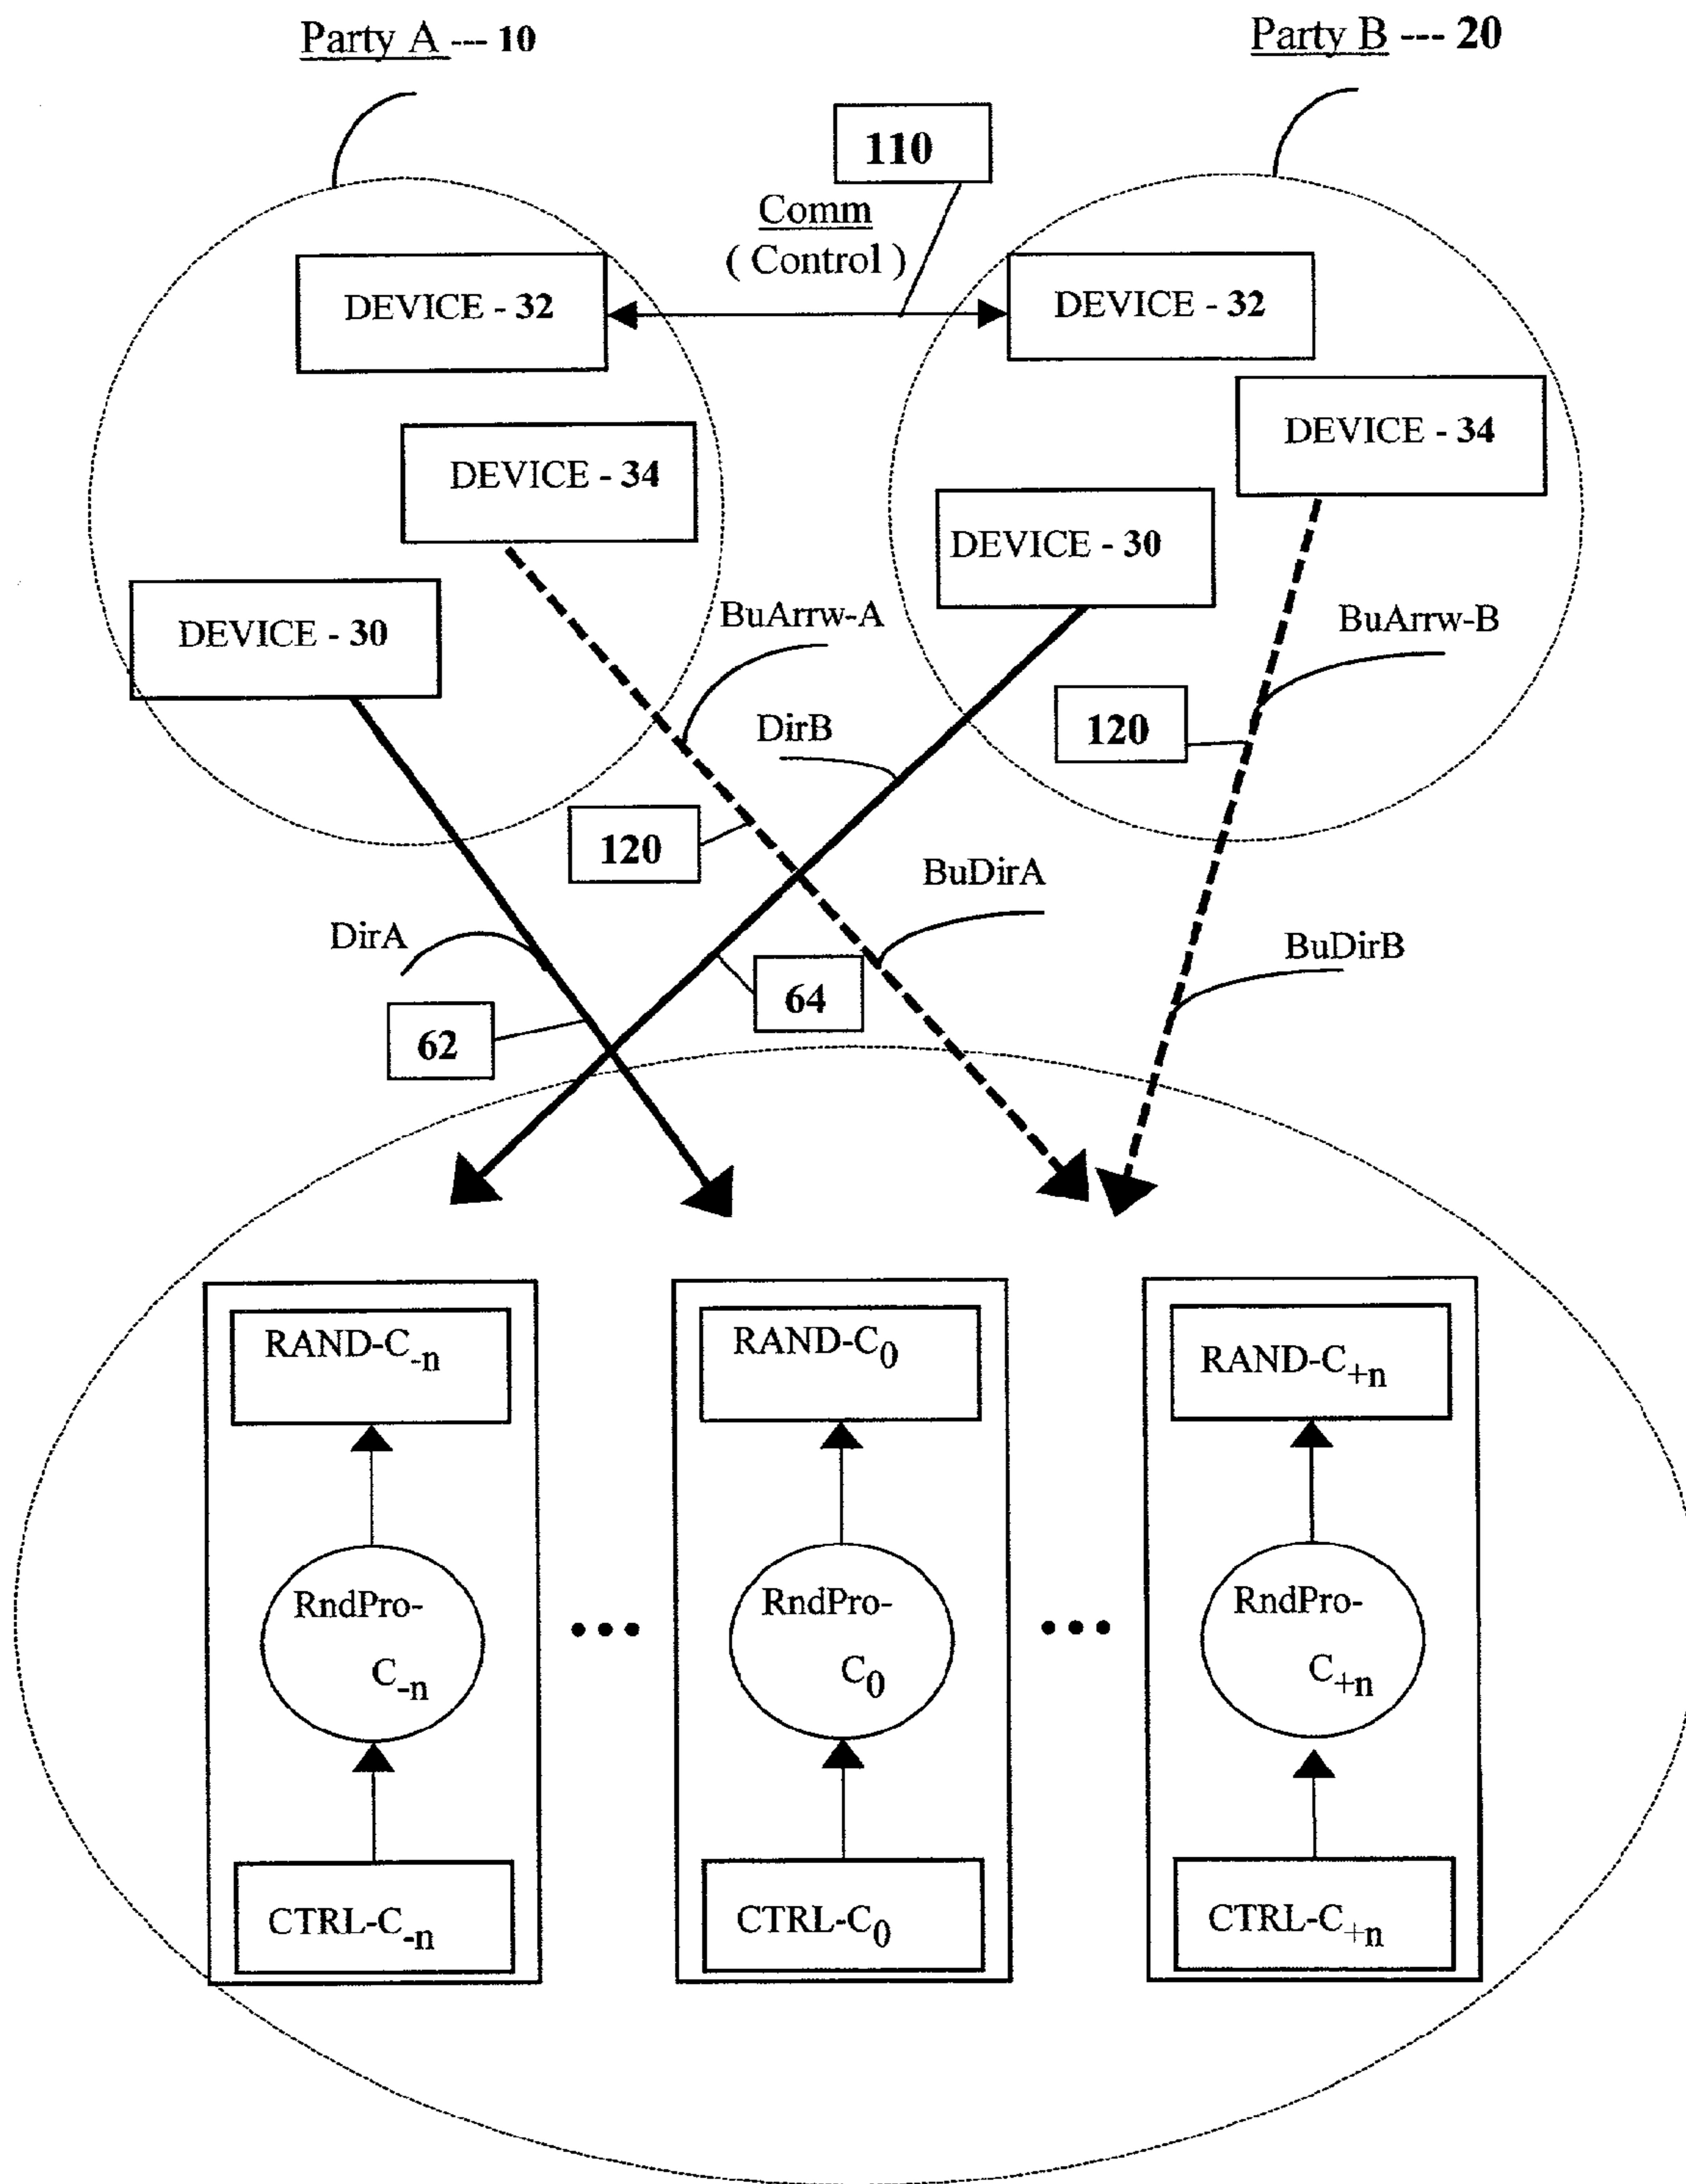 Party A --- 10
Party B --- 20
110
Comm
( Control )
DEVICE - 32
DEVICE - 32
DEVICE - 34
DEVICE - 34
DEVICE - 30
DEVICE - 30
BuArrw-A
BuArrw-B
DirB
120
120
BuDirA
DirA
BuDirB
64
62
RAND-C-n
RAND-C0
RAND-C+n
RndPro-
C-n
•••
RndPro-
C0
•••
RndPro-
C+n
CTRL-C-n
CTRL-C0
CTRL-C+n